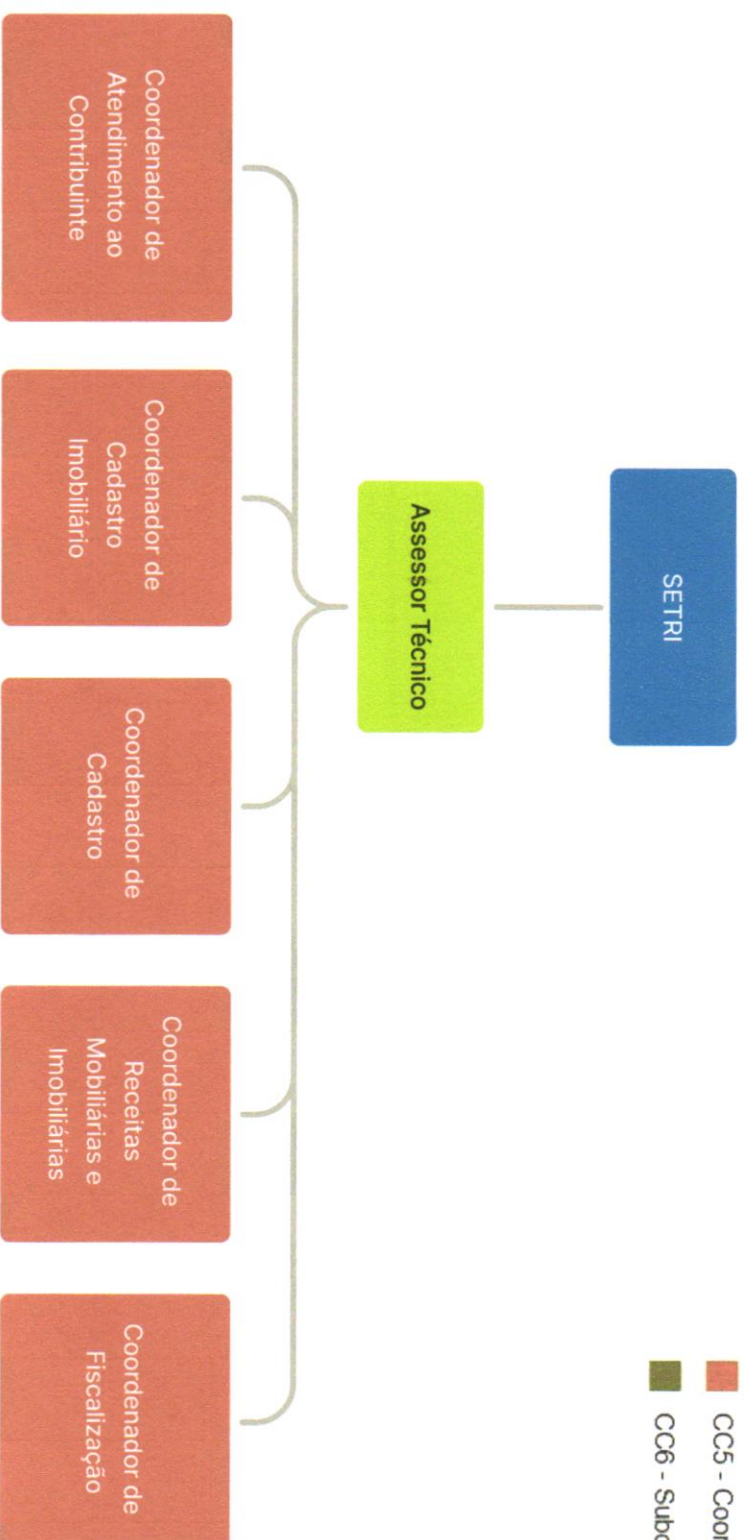 CC5 - Coor
CC6 - Subc
SETRI
Assessor Técnico
Coordenador de
Atendimento ao
Contribuinte
Coordenador de
Cadastro
Imobiliário
Coordenador de
Cadastro
Coordenador de
Receitas
Mobiliárias e
Imobiliárias
Coordenador de
Fiscalização